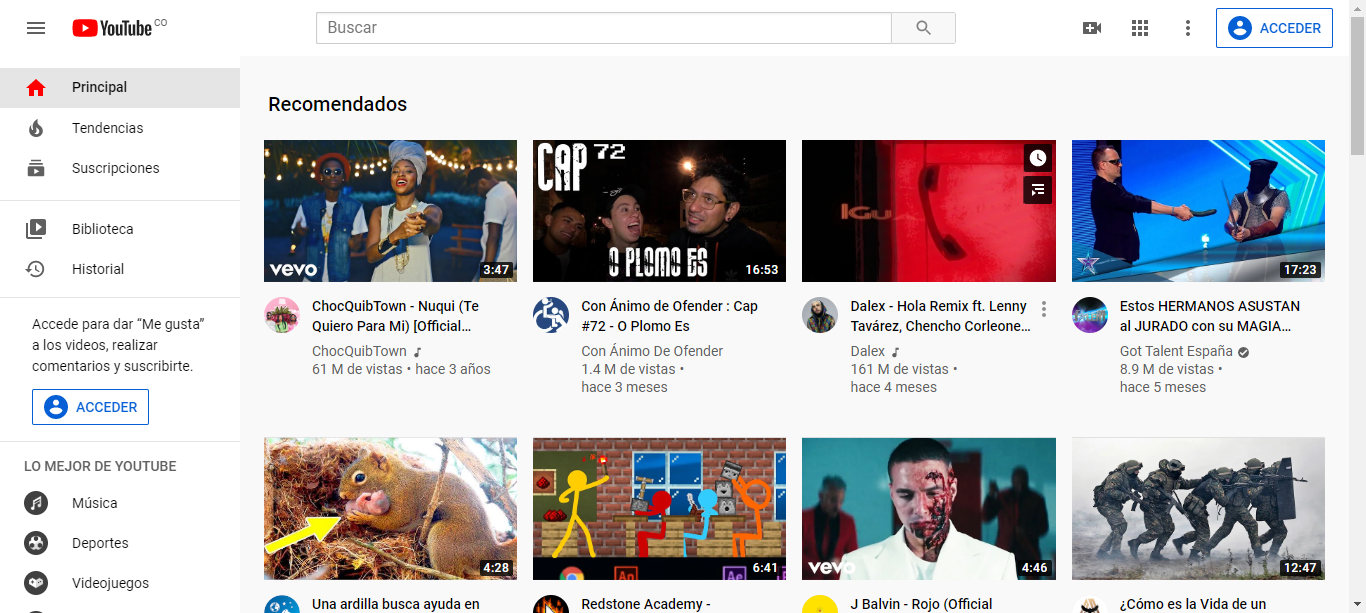 YouTube CO
Buscar
ACCEDER
Principal
Tendencias
Suscripciones
Biblioteca
Historial
Accede para dar “Me gusta”
a los videos, realizar
comentarios y suscribirte.
ACCEDER
LO MEJOR DE YOUTUBE
Música
Deportes
Videojuegos
Recomendados
vevo
3:47
ChocQuibTown - Nuqui (Te
Quiero Para Mi) [Official...
ChocQuibTown
61 M de vistas • hace 3 años
CAP 72
O PLOMO ES
16:53
Con Ánimo de Ofender : Cap
#72 - O Plomo Es
Con Ánimo De Ofender
1.4 M de vistas •
hace 3 meses
Dalex - Hola Remix ft. Lenny
Tavárez, Chencho Corleone...
Dalex
161 M de vistas •
hace 4 meses
17:23
Estos HERMANOS ASUSTAN
al JURADO con su MAGIA...
Got Talent España
8.9 M de vistas •
hace 5 meses
4:28
Una ardilla busca ayuda en
An
Ae
6:41
Redstone Academy -
vevo
4:46
J Balvin - Rojo (Official
12:47
¿Cómo es la Vida de un